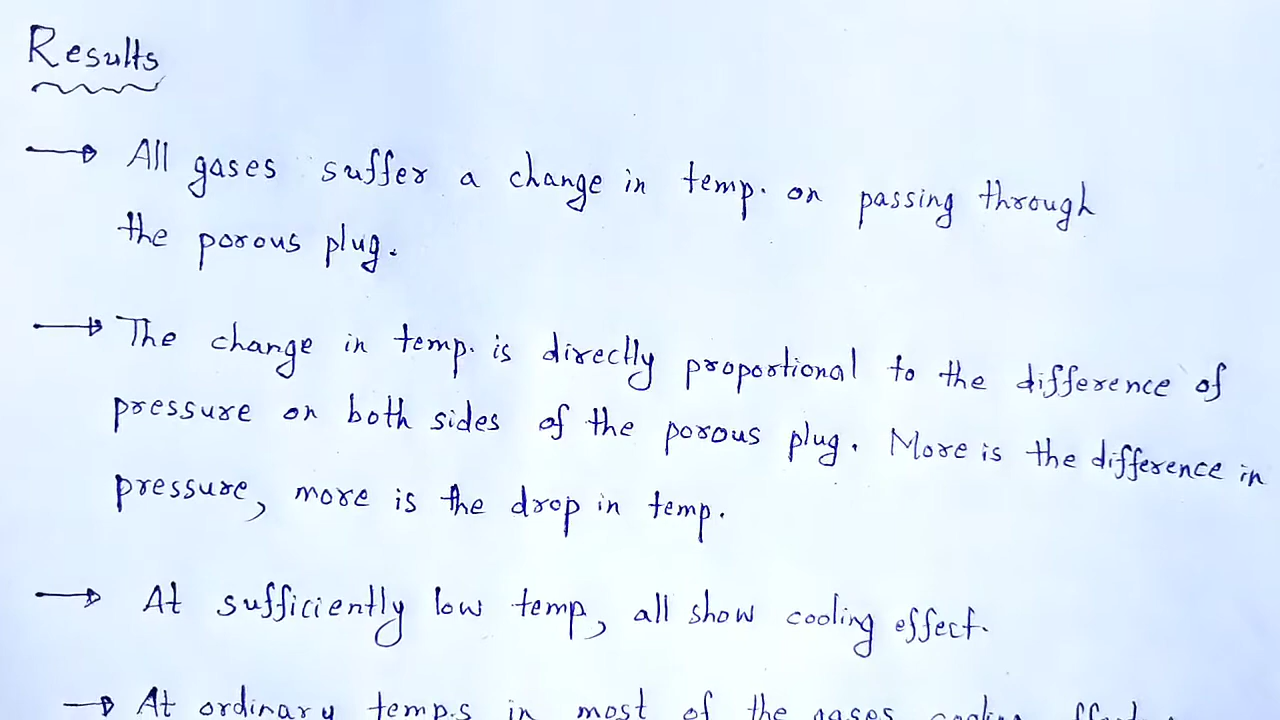 Results
→ All gases suffer a change in temp. on passing through
the porous plug.
→ The change in temp. is directly proportional to the difference of
pressure on both sides of the porous plug. More is the difference in
pressure, more is the drop in temp.
→ At sufficiently low temp, all show cooling effect.
→ At ordinary temp.s in most of the gases cooling